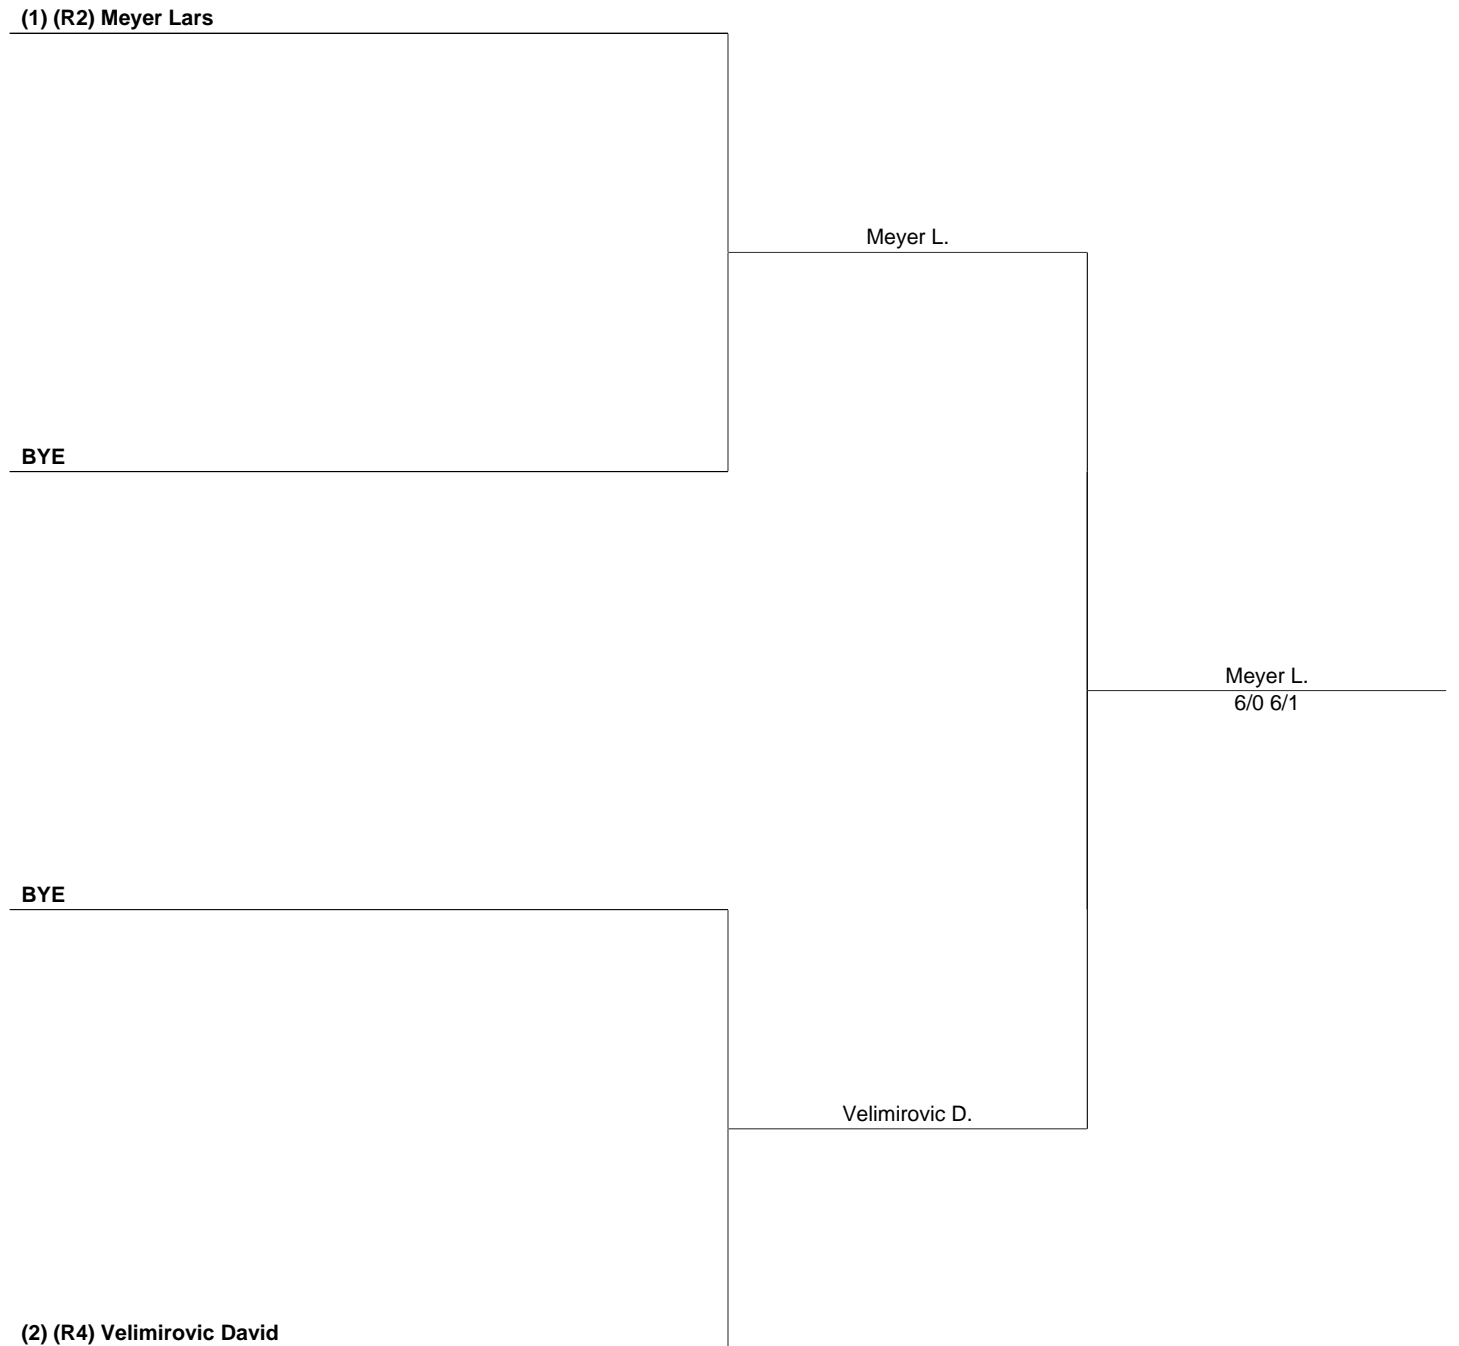 (1) (R2) Meyer Lars
Meyer L.
BYE
Meyer L.
6/0 6/1
BYE
Velimirovic D.
(2) (R4) Velimirovic David